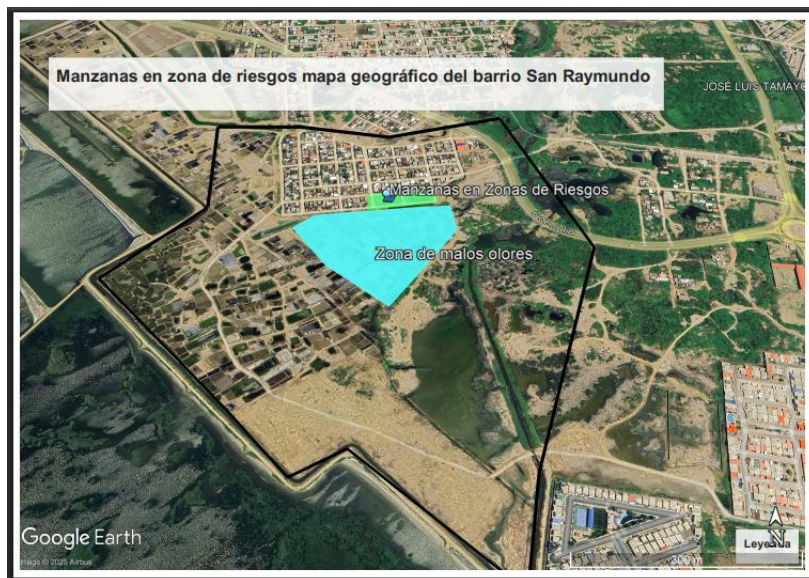 Manzanas en zona de riesgos mapa geográfico del barrio San Raymundo
JOSÉ LUIS TAMAYO
Manzanas en Zonas de Riesgos
Zona de malos olores
Google Earth
Image © 2025 Airbus
Leyenda
N
300 m